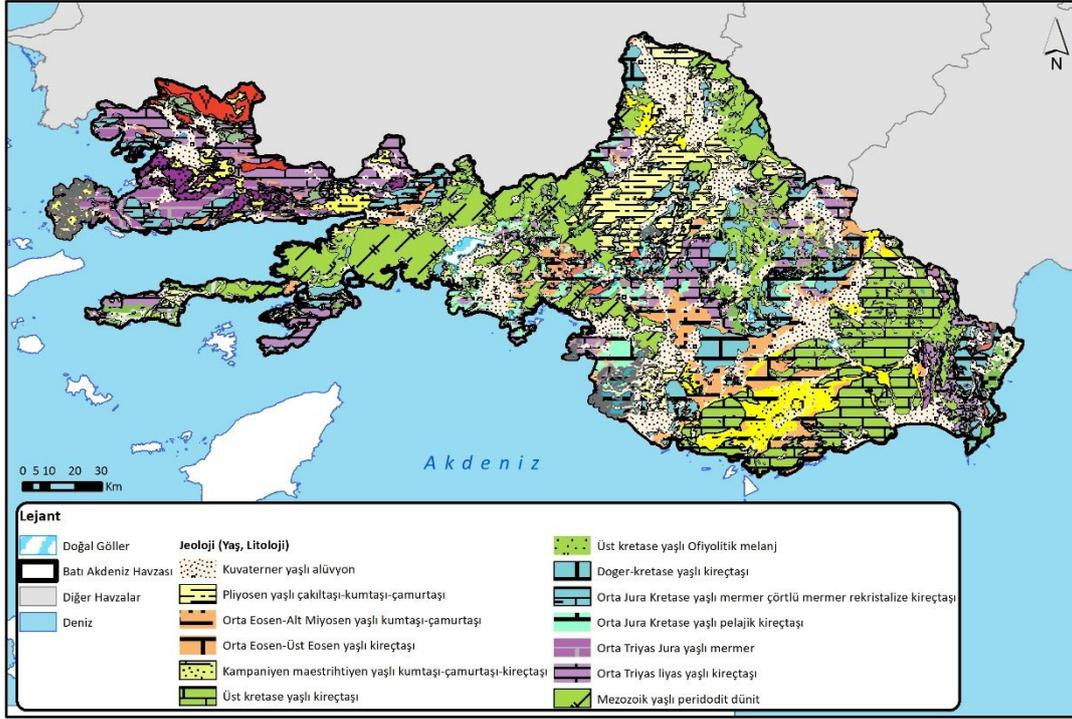 N
Akdeniz
0 5 10 20 30
Km
Lejant
Doğal Göller
Batı Akdeniz Havzası
Diğer Havzalar
Deniz
Jeoloji (Yaş, Litoloji)
Kuvaterner yaşlı alüvyon
Pliyosen yaşlı çakıltaşı-kumtaşı-çamurtaşı
Orta Eosen-Alt Miyosen yaşlı kumtaşı-çamurtaşı
Orta Eosen-Üst Eosen yaşlı kireçtaşı
Kampaniyen maestrihtiyen yaşlı kumtaşı-çamurtaşı-kireçtaşı
Üst kretase yaşlı kireçtaşı
Üst kretase yaşlı Ofiyolitik melanj
Doger-kretase yaşlı kireçtaşı
Orta Jura Kretase yaşlı mermer çörtlü mermer rekristalize kireçtaşı
Orta Jura Kretase yaşlı pelajik kireçtaşı
Orta Triyas Jura yaşlı mermer
Orta Triyas liyas yaşlı kireçtaşı
Mezozoik yaşlı peridodit dünit